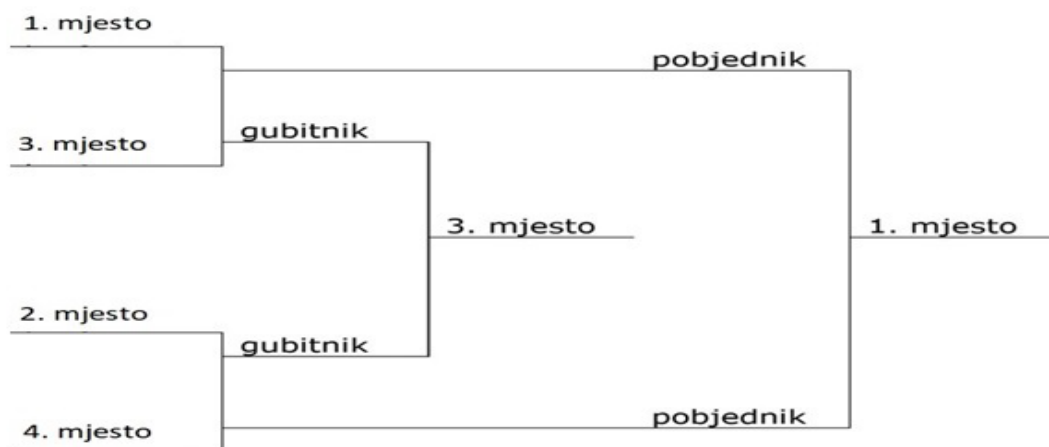 1. mjesto
pobjednik
gubitnik
3. mjesto
3. mjesto
1. mjesto
2. mjesto
gubitnik
pobjednik
4. mjesto